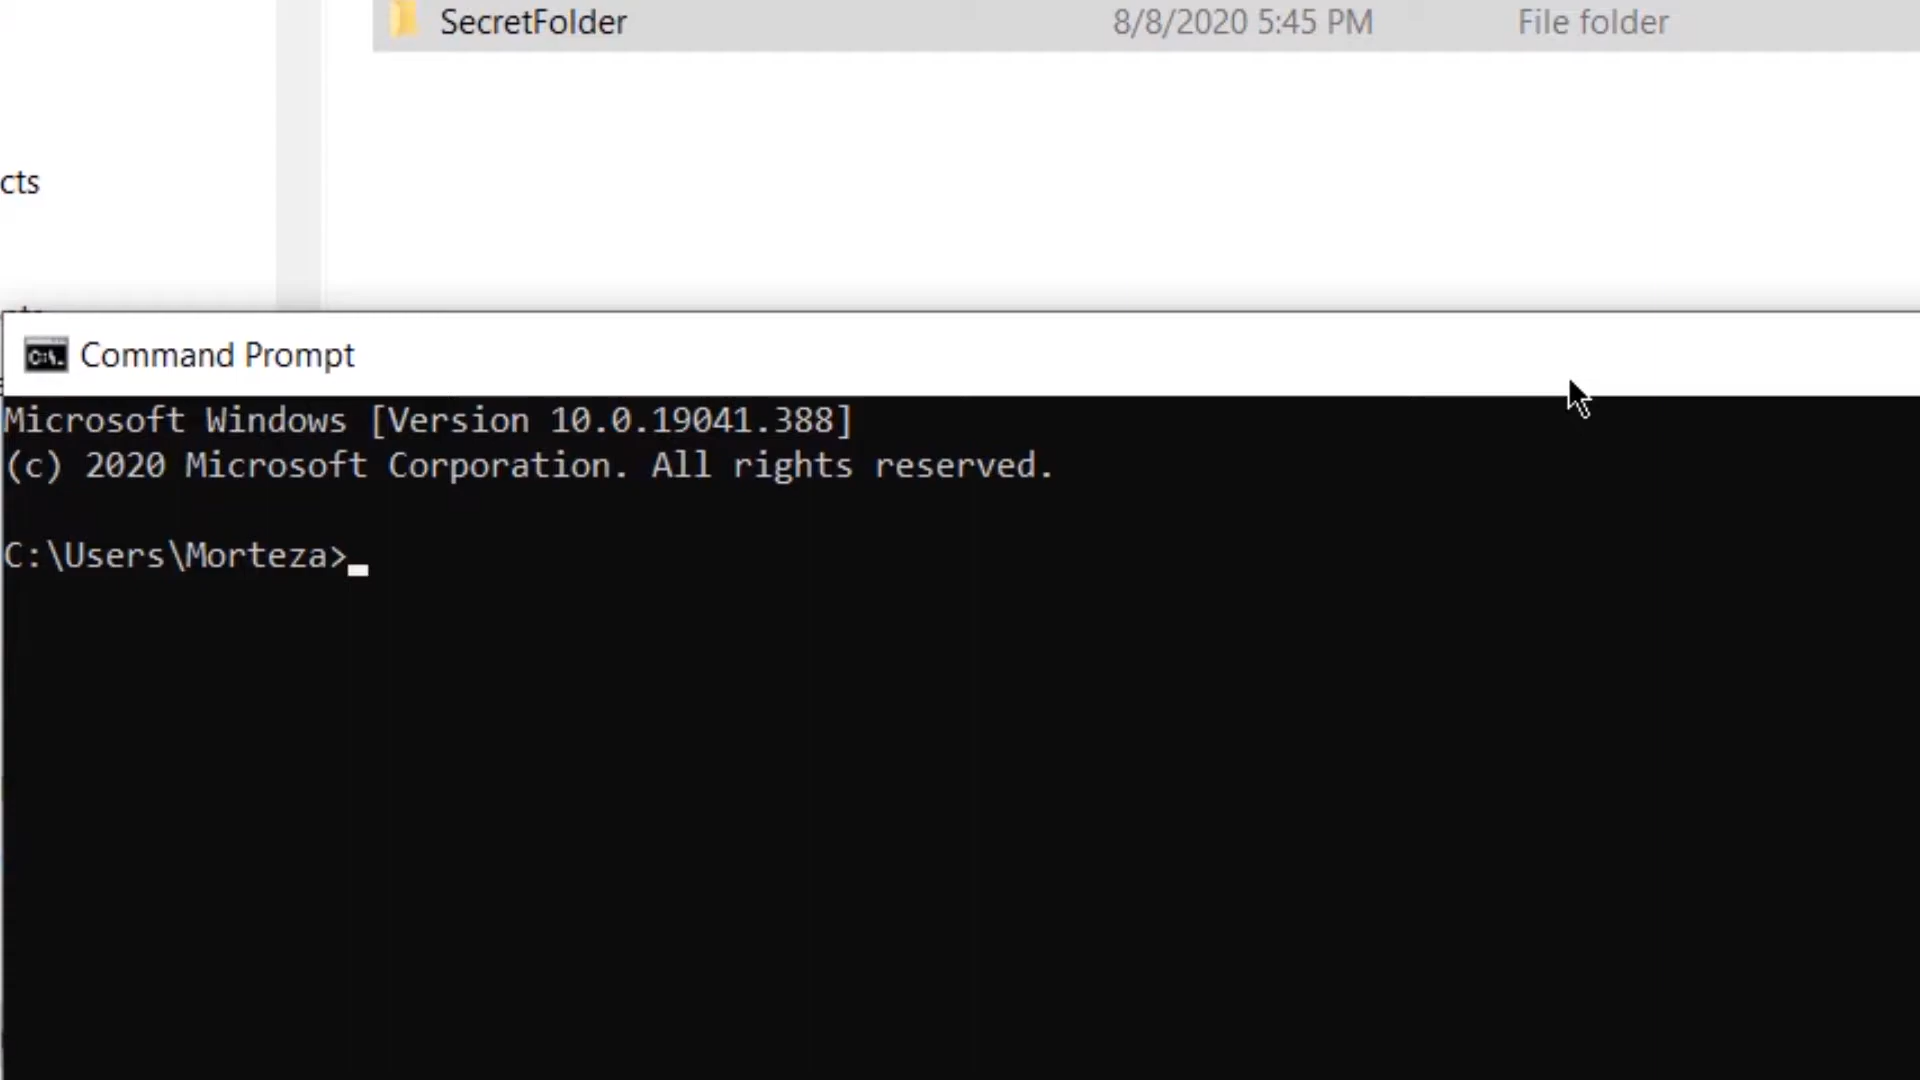 SecretFolder 8/8/2020 5:45 PM File folder
cts
Command Prompt
Microsoft Windows [Version 10.0.19041.388]
(c) 2020 Microsoft Corporation. All rights reserved.
C:\Users\Morteza>